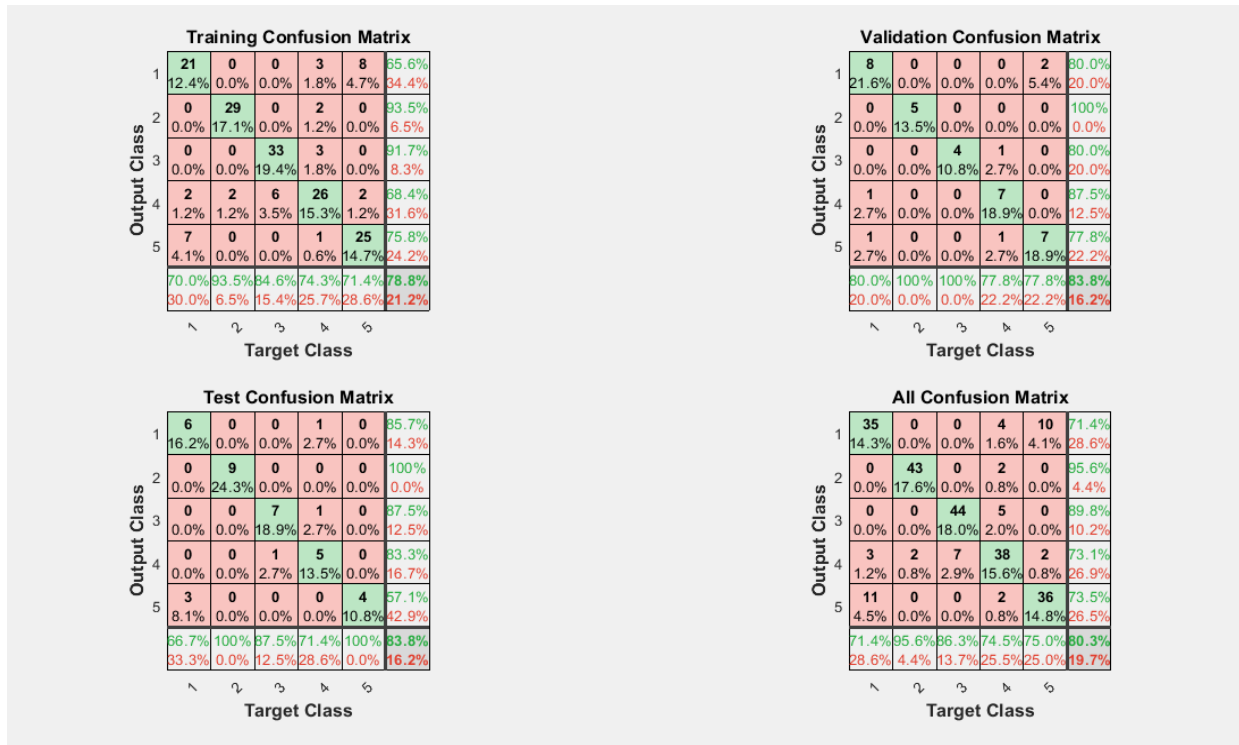 Training Confusion Matrix
Output Class
1
21 0 0 3 8 65.6%
12.4% 0.0% 0.0% 1.8% 4.7% 34.4%
2
0 29 0 2 0 93.5%
0.0% 17.1% 0.0% 1.2% 0.0% 6.5%
3
0 0 33 3 0 91.7%
0.0% 0.0% 19.4% 1.8% 0.0% 8.3%
4
2 2 6 26 2 68.4%
1.2% 1.2% 3.5% 15.3% 1.2% 31.6%
5
7 0 0 1 25 75.8%
4.1% 0.0% 0.0% 0.6% 14.7% 24.2%
70.0% 93.5% 84.6% 74.3% 71.4% 78.8%
30.0% 6.5% 15.4% 25.7% 28.6% 21.2%
1 2 3 4 5
Target Class
Validation Confusion Matrix
Output Class
1
8 0 0 0 2 80.0%
21.6% 0.0% 0.0% 0.0% 5.4% 20.0%
2
0 5 0 0 0 100%
0.0% 13.5% 0.0% 0.0% 0.0% 0.0%
3
0 0 4 1 0 80.0%
0.0% 0.0% 10.8% 2.7% 0.0% 20.0%
4
1 0 0 7 0 87.5%
2.7% 0.0% 0.0% 18.9% 0.0% 12.5%
5
1 0 0 1 7 77.8%
2.7% 0.0% 0.0% 2.7% 18.9% 22.2%
80.0% 100% 100% 77.8% 77.8% 83.8%
20.0% 0.0% 0.0% 22.2% 22.2% 16.2%
1 2 3 4 5
Target Class
Test Confusion Matrix
Output Class
1
6 0 0 1 0 85.7%
16.2% 0.0% 0.0% 2.7% 0.0% 14.3%
2
0 9 0 0 0 100%
0.0% 24.3% 0.0% 0.0% 0.0% 0.0%
3
0 0 7 1 0 87.5%
0.0% 0.0% 18.9% 2.7% 0.0% 12.5%
4
0 0 1 5 0 83.3%
0.0% 0.0% 2.7% 13.5% 0.0% 16.7%
5
3 0 0 0 4 57.1%
8.1% 0.0% 0.0% 0.0% 10.8% 42.9%
66.7% 100% 87.5% 71.4% 100% 83.8%
33.3% 0.0% 12.5% 28.6% 0.0% 16.2%
1 2 3 4 5
Target Class
All Confusion Matrix
Output Class
1
35 0 0 4 10 71.4%
14.3% 0.0% 0.0% 1.6% 4.1% 28.6%
2
0 43 0 2 0 95.6%
0.0% 17.6% 0.0% 0.8% 0.0% 4.4%
3
0 0 44 5 0 89.8%
0.0% 0.0% 18.0% 2.0% 0.0% 10.2%
4
3 2 7 38 2 73.1%
1.2% 0.8% 2.9% 15.6% 0.8% 26.9%
5
11 0 0 2 36 73.5%
4.5% 0.0% 0.0% 0.8% 14.8% 26.5%
71.4% 95.6% 86.3% 74.5% 75.0% 80.3%
28.6% 4.4% 13.7% 25.5% 25.0% 19.7%
1 2 3 4 5
Target Class